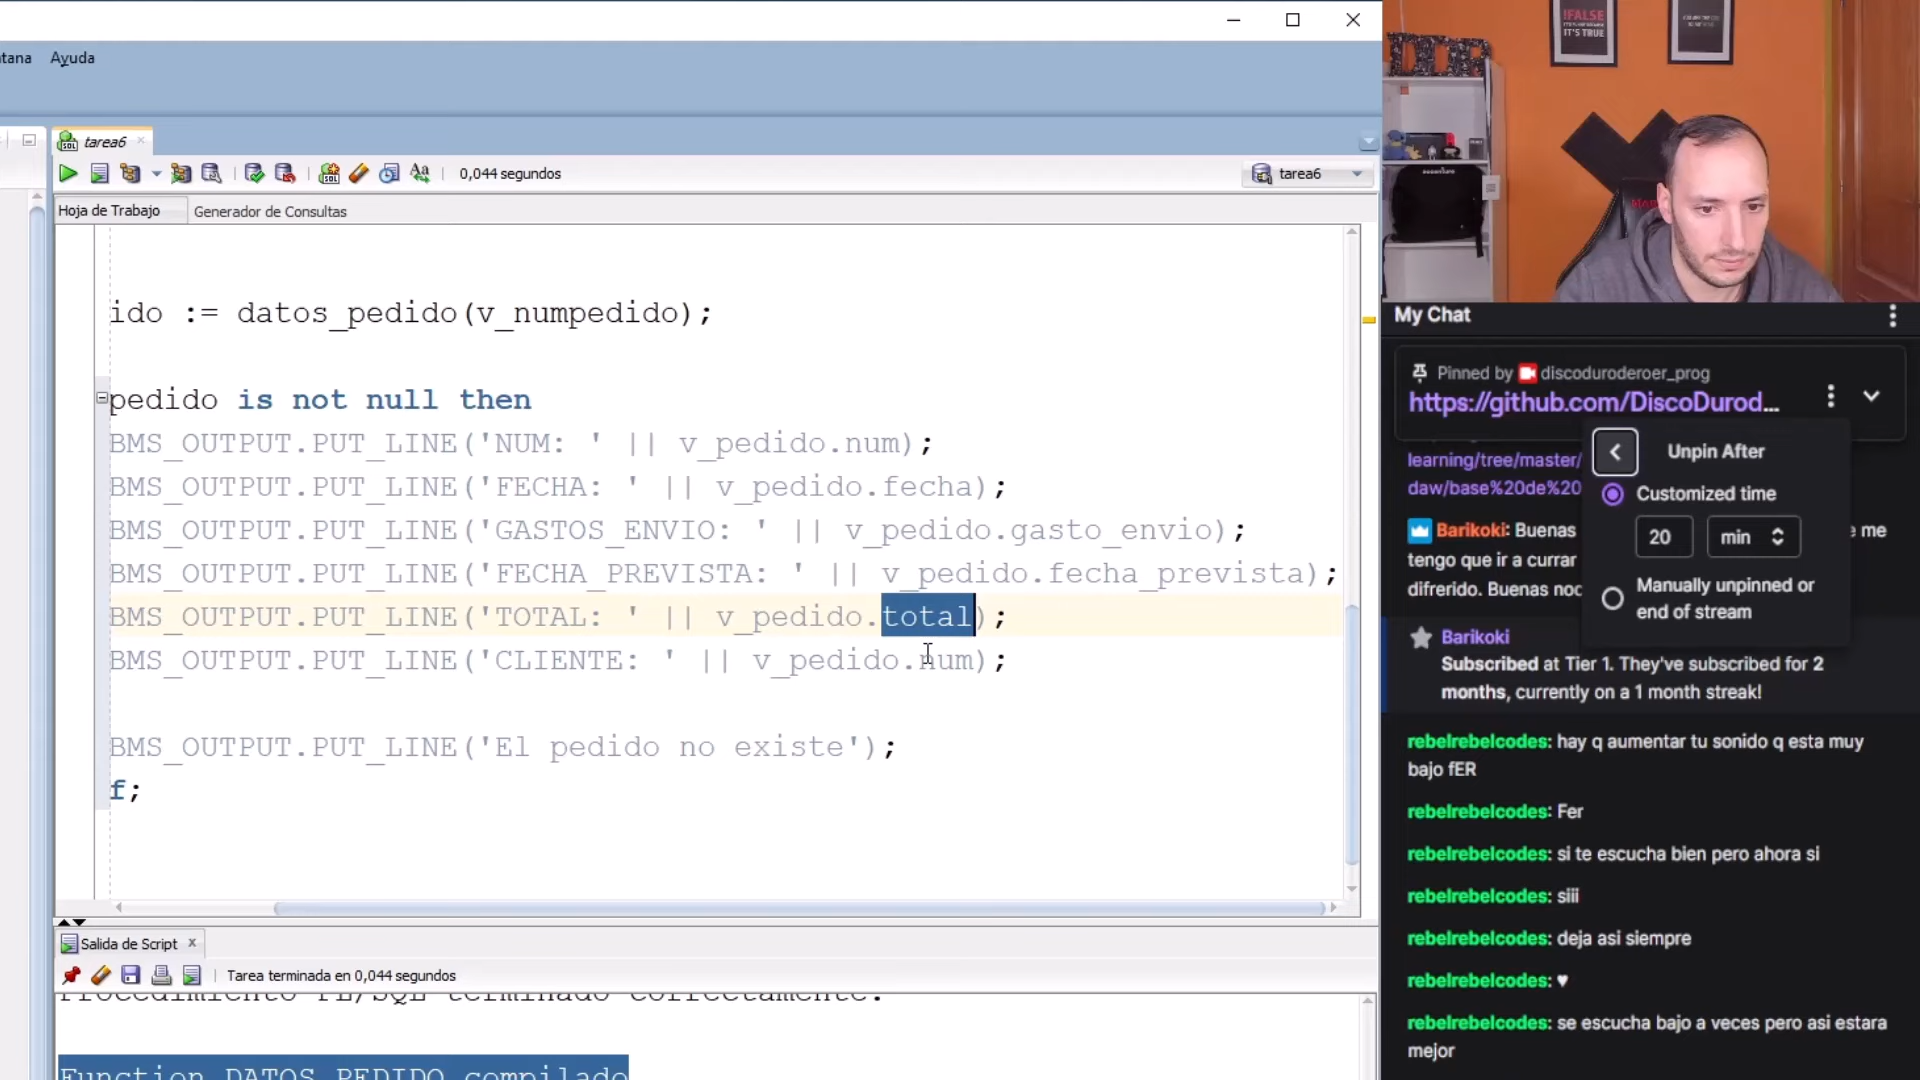 tana Ayuda
tarea6
0,044 segundos
tarea6
Hoja de Trabajo
Generador de Consultas
ido := datos_pedido(v_numpedido);
pedido is not null then
BMS_OUTPUT.PUT_LINE('NUM: ' || v_pedido.num);
BMS_OUTPUT.PUT_LINE('FECHA: ' || v_pedido.fecha);
BMS_OUTPUT.PUT_LINE('GASTOS_ENVIO: ' || v_pedido.gasto_envio);
BMS_OUTPUT.PUT_LINE('FECHA_PREVISTA: ' || v_pedido.fecha_prevista);
BMS_OUTPUT.PUT_LINE('TOTAL: ' || v_pedido.total);
BMS_OUTPUT.PUT_LINE('CLIENTE: ' || v_pedido.num);
BMS_OUTPUT.PUT_LINE('El pedido no existe');
f;
Salida de Script
Tarea terminada en 0,044 segundos
Procedimiento PL/SQL terminado correctamente.
Function DATOS_PEDIDO compilado
!FALSE
IT'S TRUE
My Chat
Pinned by discoduroderoer_prog
https://github.com/DiscoDurod...
learning/tree/master/
daw/base%20de%20
Unpin After
Customized time
20 min
Manually unpinned or
end of stream
Barikoki: Buenas e me
tengo que ir a currar
difrerido. Buenas noc
Barikoki
Subscribed at Tier 1. They've subscribed for 2
months, currently on a 1 month streak!
rebelrebelcodes: hay q aumentar tu sonido q esta muy
bajo fER
rebelrebelcodes: Fer
rebelrebelcodes: si te escucha bien pero ahora si
rebelrebelcodes: siii
rebelrebelcodes: deja asi siempre
rebelrebelcodes: ♥
rebelrebelcodes: se escucha bajo a veces pero asi estara
mejor